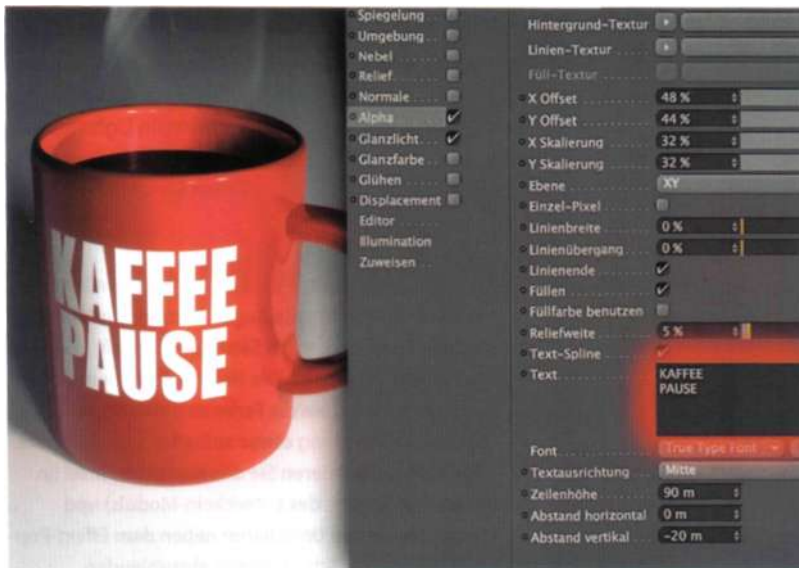 KAFFEE
PAUSE
Spiegelung
Umgebung
Nebel
Relief
Normale
Alpha
Glanzlicht
Glanzfarbe
Glühen
Displacement
Editor
Illumination
Zuweisen
Hintergrund-Textur
Linien-Textur
Füll-Textur
X Offset 48 %
Y Offset 44 %
X Skalierung 32 %
Y Skalierung 32 %
Ebene XY
Einzel-Pixel
Linienbreite 0 %
Linienübergang 0 %
Linienende
Füllen
Füllfarbe benutzen
Reliefweite 5 %
Text-Spline
Text KAFFEE
PAUSE
Font True Type Font
Textausrichtung Mitte
Zeilenhöhe 90 m
Abstand horizontal 0 m
Abstand vertikal -20 m